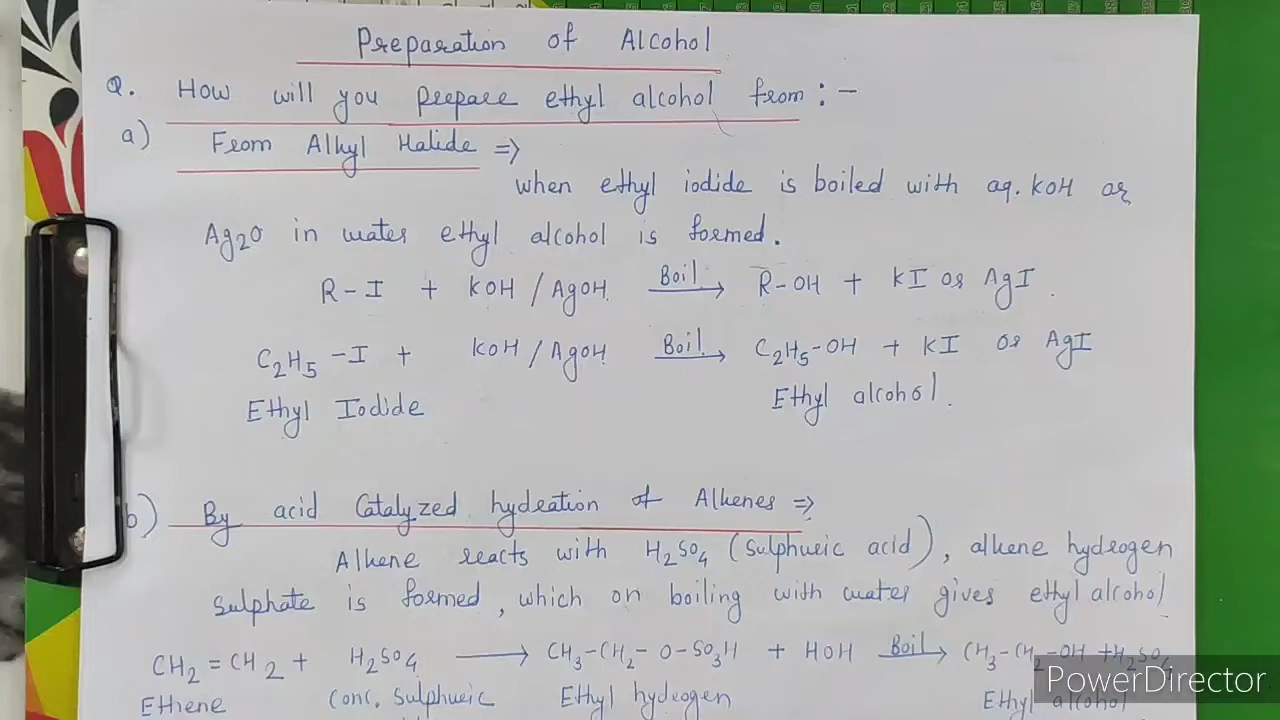 Preparation of Alcohol
Q. How will you prepare ethyl alcohol from : -
a) From Alkyl Halide ⇒
when ethyl iodide is boiled with aq. KOH or
Ag2O in water ethyl alcohol is formed.
R-I + KOH / AgOH Boil → R-OH + KI or AgI.
C2H5-I + KOH / AgOH Boil → C2H5-OH + KI or AgI
Ethyl Iodide Ethyl alcohol.
b) By acid Catalyzed hydration of Alkenes ⇒
Alkene reacts with H2SO4 (Sulphuric acid), alkene hydrogen
Sulphate is formed, which on boiling with water gives ethyl alcohol
CH2=CH2 + H2SO4 → CH3-CH2-O-SO3H + HOH Boil → CH3-CH2-OH + H2SO4
Ethene Conc. Sulphuric Ethyl hydrogen Ethyl alcohol
PowerDirector